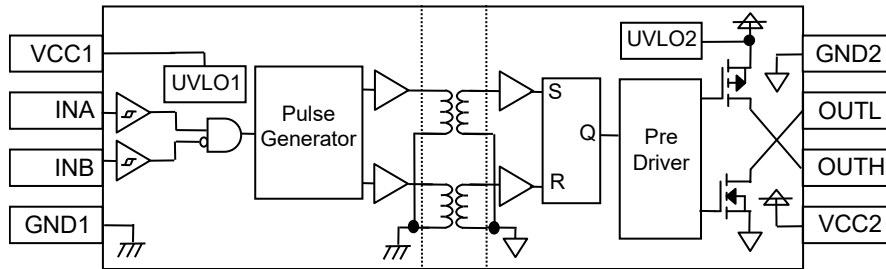 VCC1
INA
INB
GND1
UVLO1
Pulse
Generator
S
R
Q
Pre
Driver
UVLO2
GND2
OUTL
OUTH
VCC2